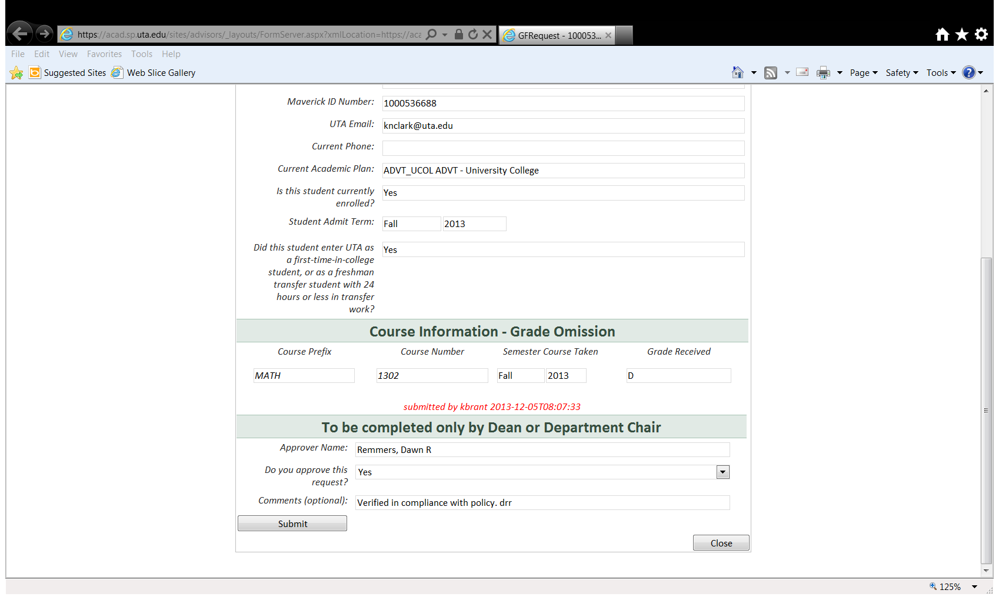 https://acad.sp.uta.edu/sites/advisors/_layouts/FormServer.aspx?xmlLocation=https://aca
GFRequest - 100053...
File Edit View Favorites Tools Help
Suggested Sites Web Slice Gallery Page Safety Tools
Maverick ID Number: 1000536688
UTA Email: knclark@uta.edu
Current Phone:
Current Academic Plan: ADVT_UCOL ADVT - University College
Is this student currently Yes
enrolled?
Student Admit Term: Fall 2013
Did this student enter UTA as Yes
a first-time-in-college
student, or as a freshman
transfer student with 24
hours or less in transfer
work?
Course Information - Grade Omission
Course Prefix Course Number Semester Course Taken Grade Received
MATH 1302 Fall 2013 D
submitted by kbrant 2013-12-05T08:07:33
To be completed only by Dean or Department Chair
Approver Name: Remmers, Dawn R
Do you approve this Yes
request?
Comments (optional): Verified in compliance with policy. drr
Submit
Close
125%